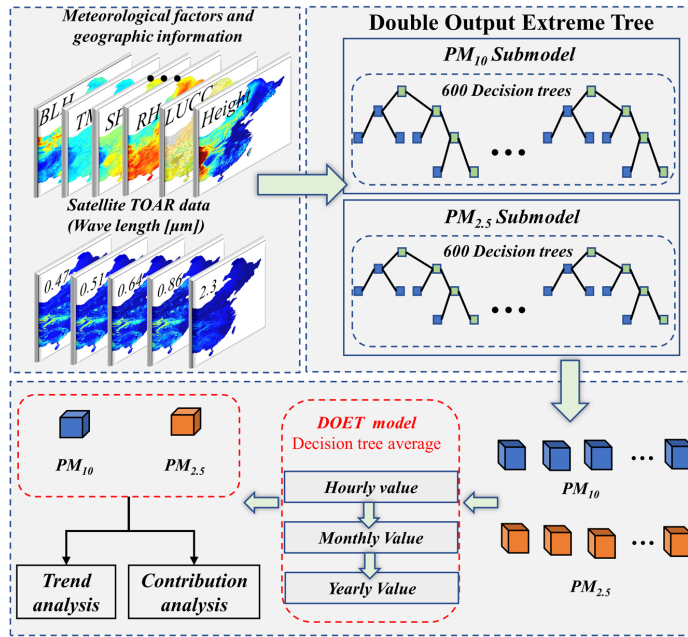 Meteorological factors and
geographic information
BLH
TM
SP
RH
LUCC
Height
Satellite TOAR data
(Wave length [μm])
0.47
0.51
0.64
0.86
2.3
Double Output Extreme Tree
PM10 Submodel
600 Decision trees
PM2.5 Submodel
600 Decision trees
PM10
PM2.5
Trend
analysis
Contribution
analysis
DOET model
Decision tree average
Hourly value
Monthly Value
Yearly Value
PM10
PM2.5